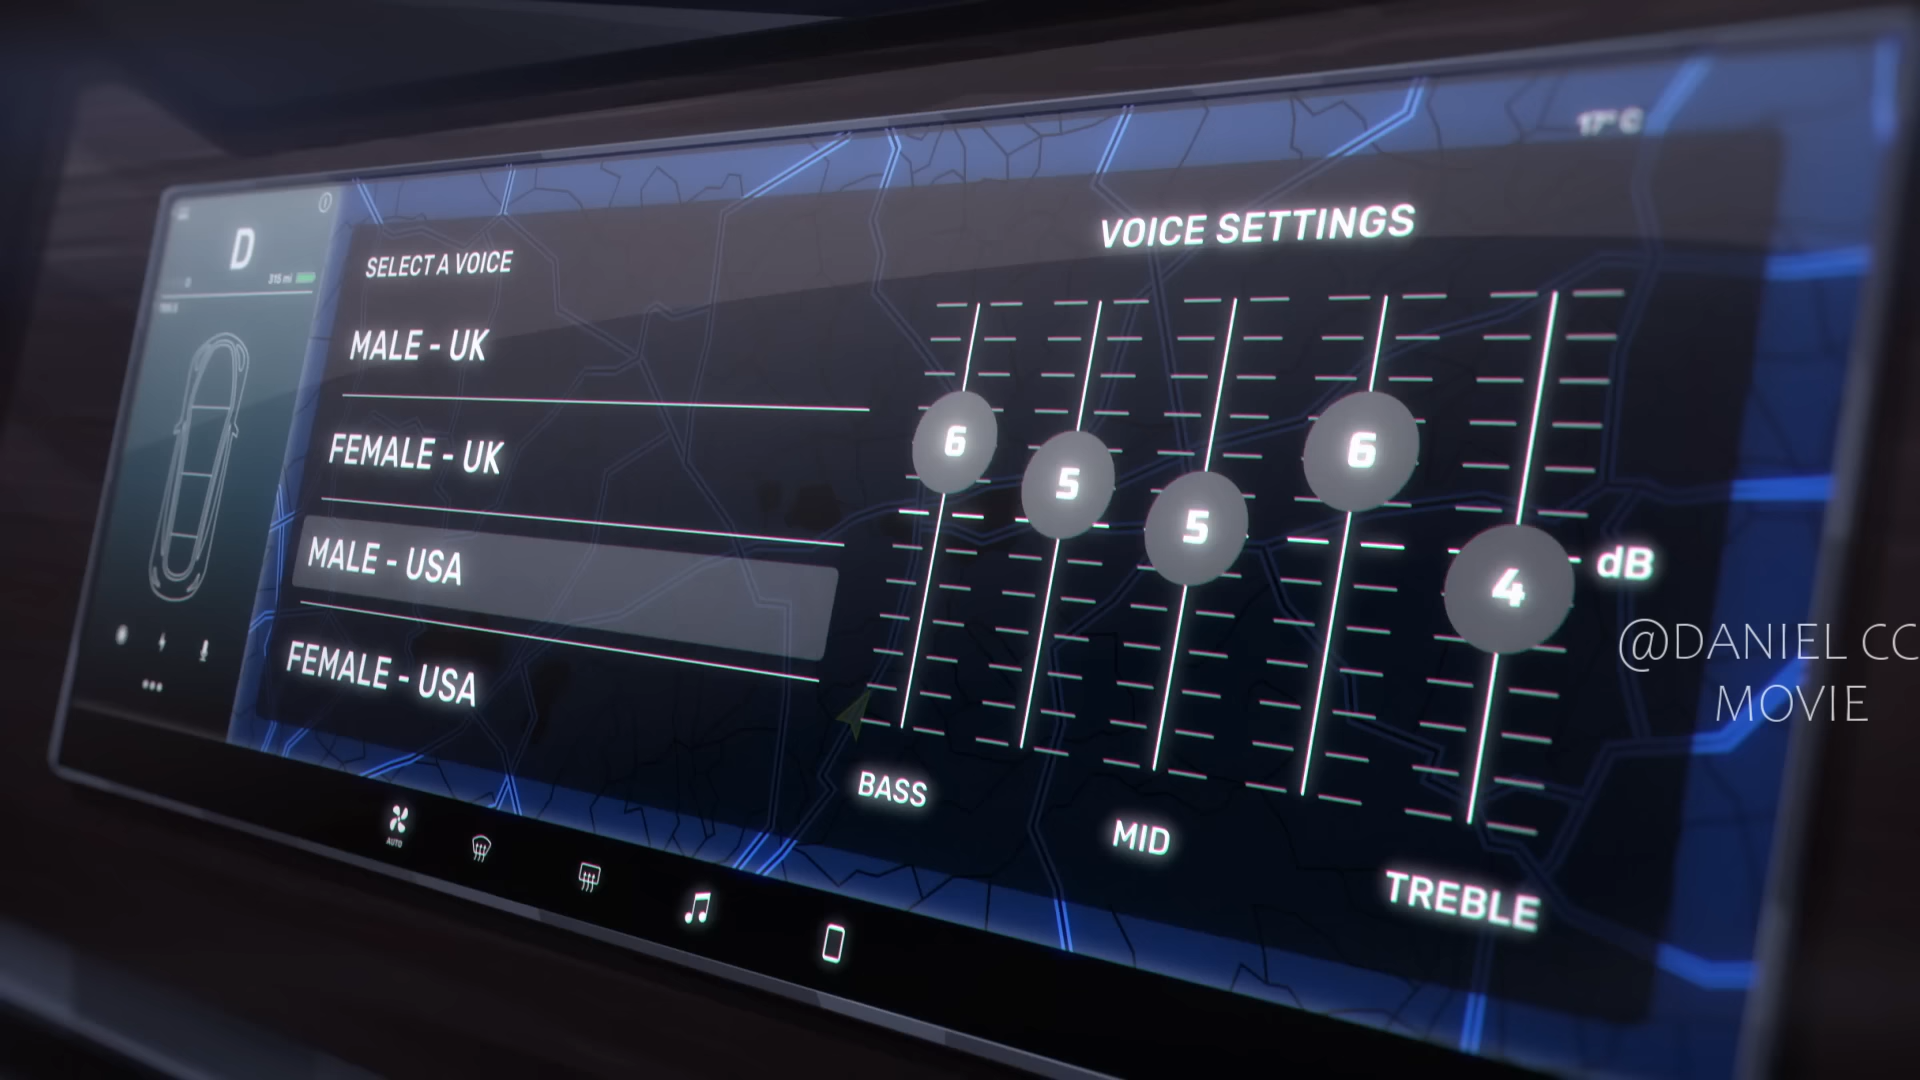 17° C
D
315 mi
SELECT A VOICE
MALE - UK
FEMALE - UK
MALE - USA
FEMALE - USA
VOICE SETTINGS
6
5
5
6
4
dB
BASS
MID
TREBLE
AUTO
@DANIEL CC
MOVIE